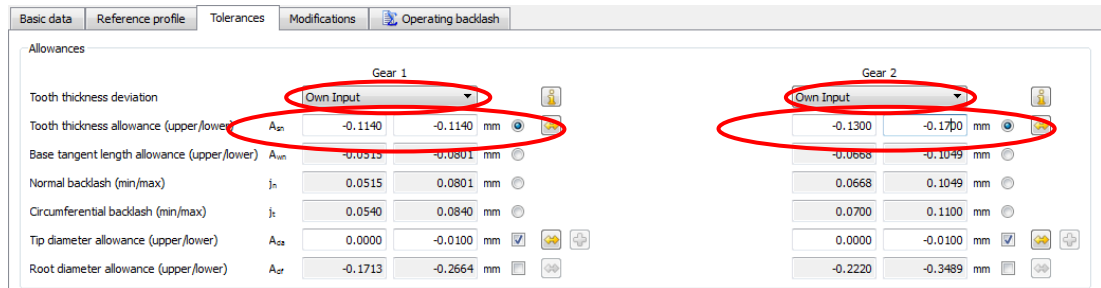 Basic data Reference profile Tolerances Modifications Operating backlash
Allowances
Gear 1 Gear 2
Tooth thickness deviation Own Input Own Input
Tooth thickness allowance (upper/lower) Asn -0.1140 -0.1140 mm -0.1300 -0.1700 mm
Base tangent length allowance (upper/lower) Awn -0.0515 -0.0801 mm -0.0668 -0.1049 mm
Normal backlash (min/max) jn 0.0515 0.0801 mm 0.0668 0.1049 mm
Circumferential backlash (min/max) jt 0.0540 0.0840 mm 0.0700 0.1100 mm
Tip diameter allowance (upper/lower) Ada 0.0000 -0.0100 mm 0.0000 -0.0100 mm
Root diameter allowance (upper/lower) Adf -0.1713 -0.2664 mm -0.2220 -0.3489 mm